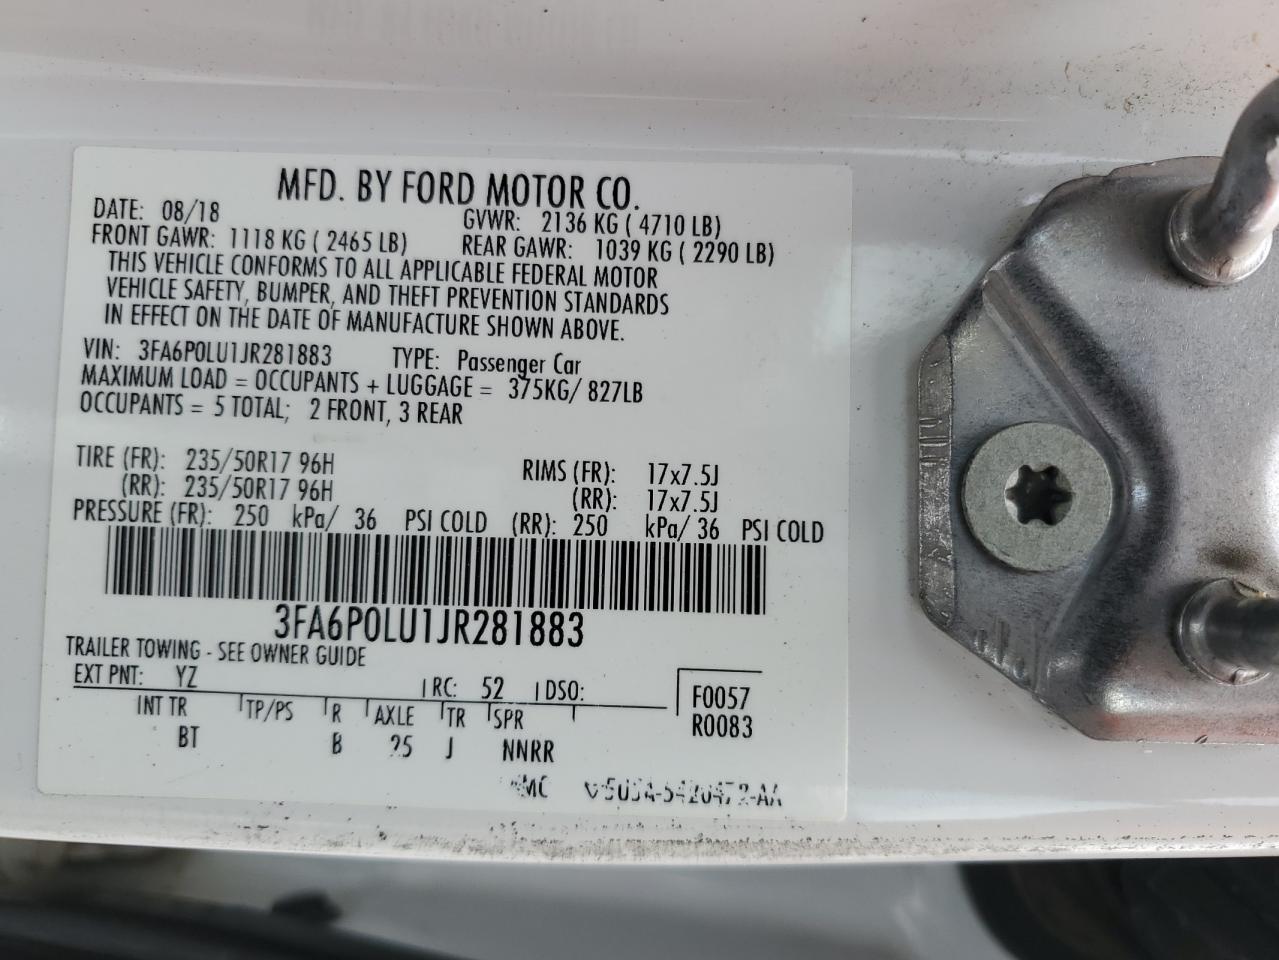 MFD. BY FORD MOTOR CO.
DATE: 08/18 GVWR: 2136 KG ( 4710 LB)
FRONT GAWR: 1118 KG ( 2465 LB) REAR GAWR: 1039 KG ( 2290 LB)
THIS VEHICLE CONFORMS TO ALL APPLICABLE FEDERAL MOTOR
VEHICLE SAFETY, BUMPER, AND THEFT PREVENTION STANDARDS
IN EFFECT ON THE DATE OF MANUFACTURE SHOWN ABOVE.
VIN: 3FA6P0LU1JR281883 TYPE: Passenger Car
MAXIMUM LOAD = OCCUPANTS + LUGGAGE = 375KG/ 827LB
OCCUPANTS = 5 TOTAL; 2 FRONT, 3 REAR
TIRE (FR): 235/50R17 96H RIMS (FR): 17x7.5J
(RR): 235/50R17 96H (RR): 17x7.5J
PRESSURE (FR): 250 kPa/ 36 PSI COLD (RR): 250 kPa/ 36 PSI COLD
3FA6P0LU1JR281883
TRAILER TOWING - SEE OWNER GUIDE
EXT PNT: YZ RC: 52 DSO: F0057
INT TR TP/PS R AXLE TR SPR R0083
BT B J NNRR